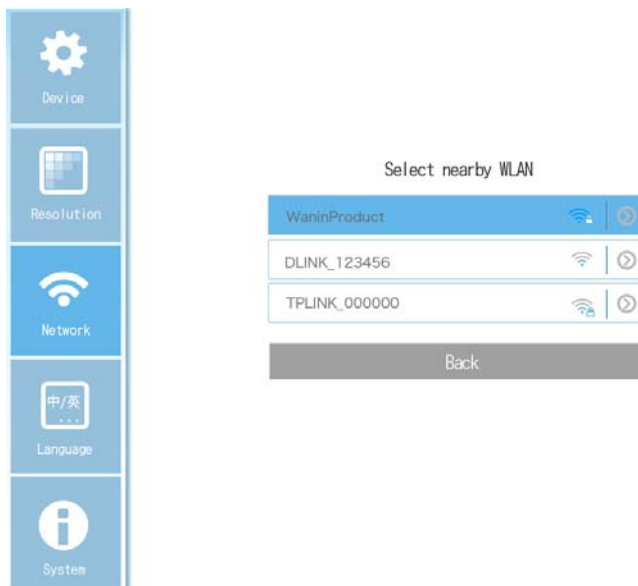 Device
Resolution
Network
中/英
...
Language
System
Select nearby WLAN
WaninProduct
DLINK_123456
TPLINK_000000
Back